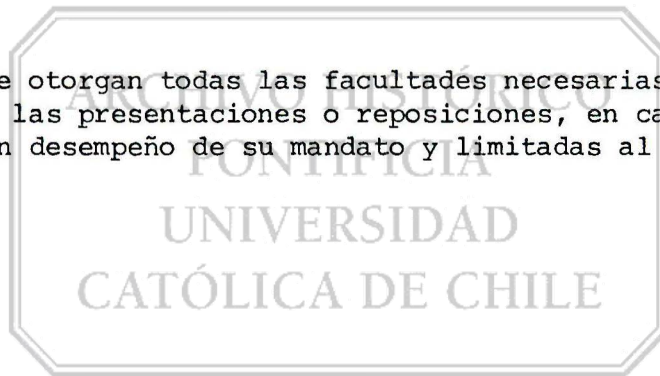 e otorgan todas las facultades necesarias
las presentaciones o reposiciones, en ca
n desempeño de su mandato y limitadas al
ARCHIVO HISTÓRICO
PONTIFICIA
UNIVERSIDAD
CATÓLICA DE CHILE